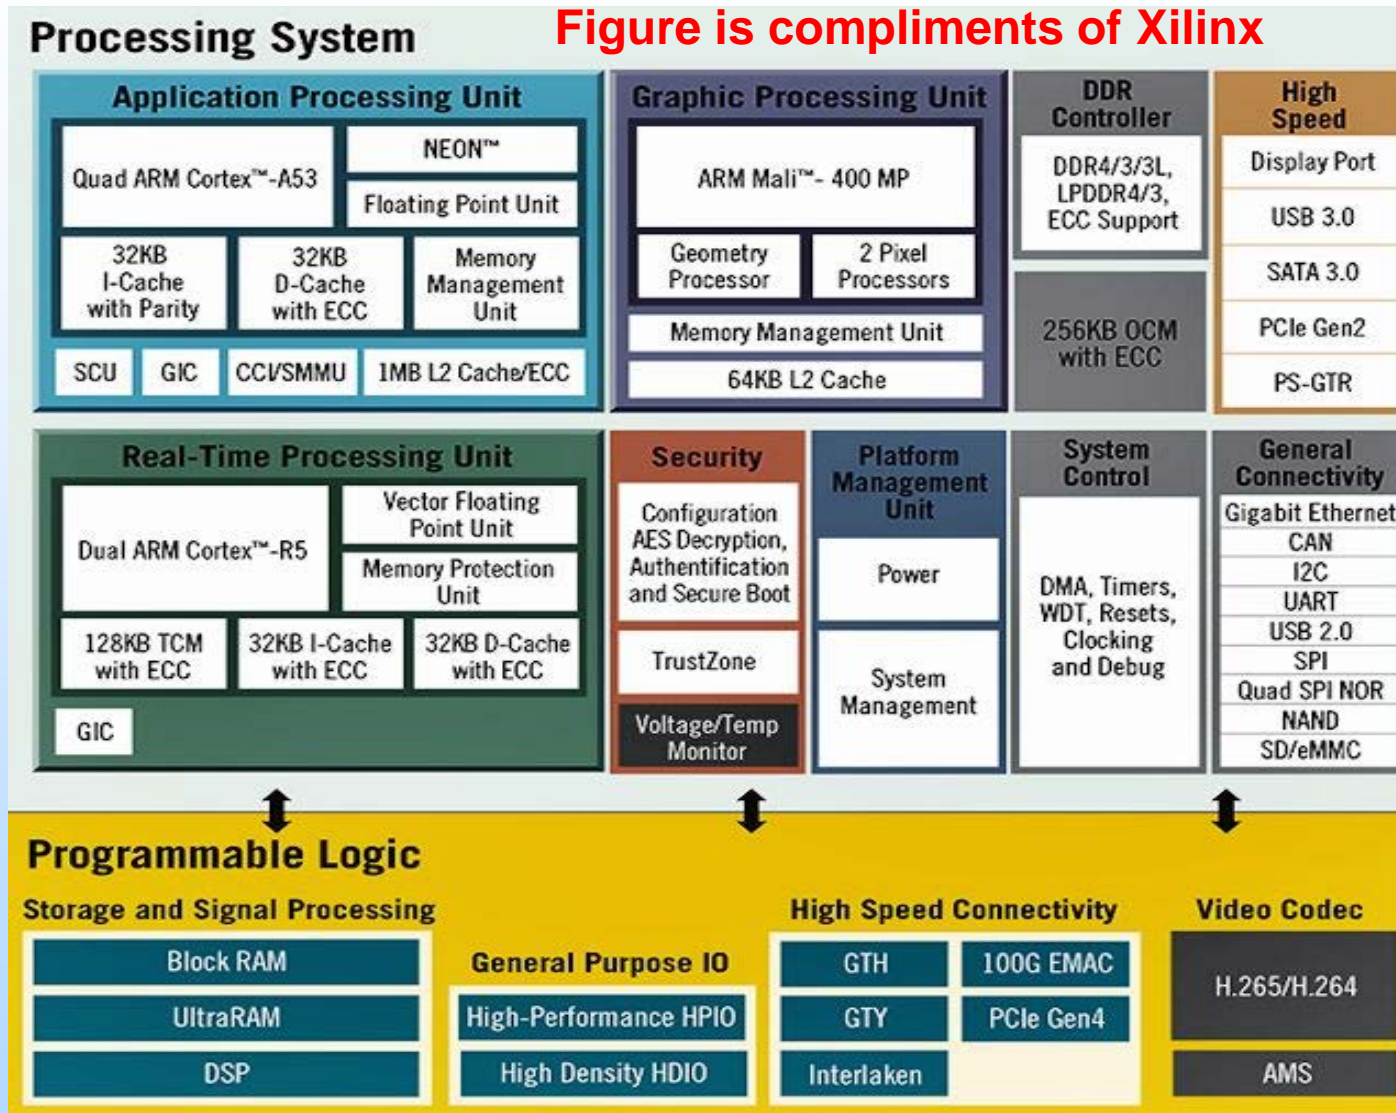 Processing System
Figure is compliments of Xilinx
Application Processing Unit
Quad ARM Cortex™-A53
NEON™
Floating Point Unit
32KB
I-Cache
with Parity
32KB
D-Cache
with ECC
Memory
Management
Unit
SCU
GIC
CCI/SMMU
1MB L2 Cache/ECC
Graphic Processing Unit
ARM Mali™- 400 MP
Geometry
Processor
2 Pixel
Processors
Memory Management Unit
64KB L2 Cache
DDR
Controller
DDR4/3/3L,
LPDDR4/3,
ECC Support
256KB OCM
with ECC
High
Speed
Display Port
USB 3.0
SATA 3.0
PCIe Gen2
PS-GTR
Real-Time Processing Unit
Dual ARM Cortex™-R5
Vector Floating
Point Unit
Memory Protection
Unit
128KB TCM
with ECC
32KB I-Cache
with ECC
32KB D-Cache
with ECC
GIC
Security
Configuration
AES Decryption,
Authentification
and Secure Boot
TrustZone
Voltage/Temp
Monitor
Platform
Management
Unit
Power
System
Management
System
Control
DMA, Timers,
WDT, Resets,
Clocking
and Debug
General
Connectivity
Gigabit Ethernet
CAN
I2C
UART
USB 2.0
SPI
Quad SPI NOR
NAND
SD/eMMC
Programmable Logic
Storage and Signal Processing
Block RAM
UltraRAM
DSP
General Purpose IO
High-Performance HPIO
High Density HDIO
High Speed Connectivity
GTH
100G EMAC
GTY
PCIe Gen4
Interlaken
Video Codec
H.265/H.264
AMS